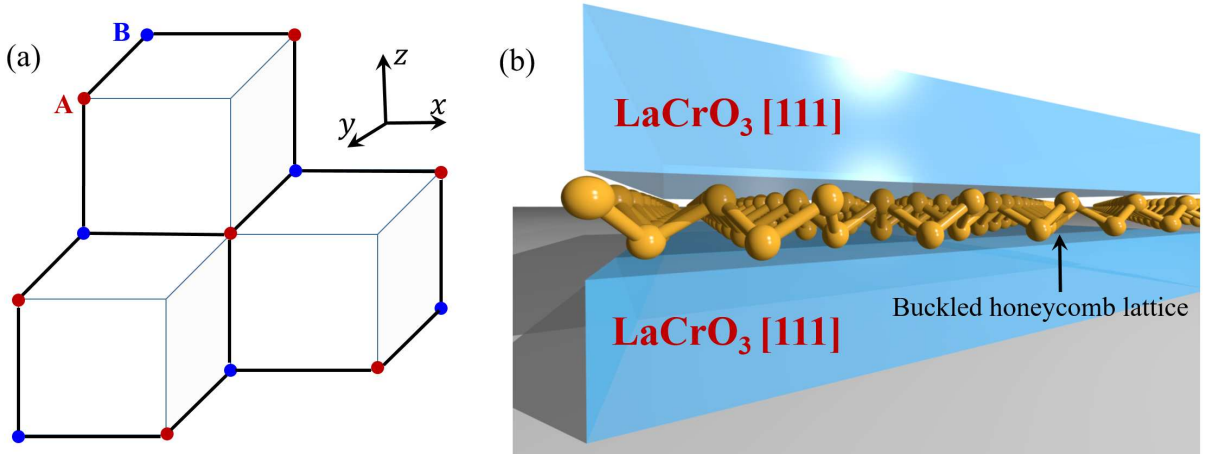 (a)
B
A
z
x
y
(b)
LaCrO₃ [111]
LaCrO₃ [111]
Buckled honeycomb lattice